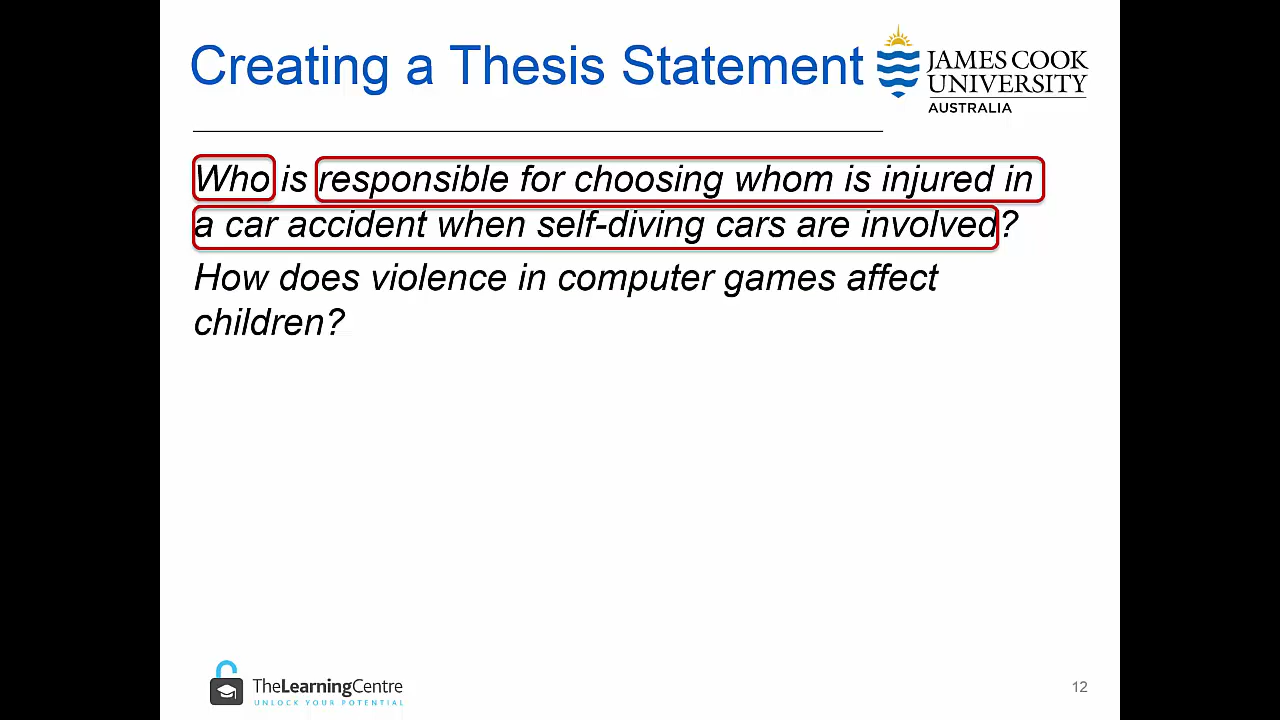 Creating a Thesis Statement
JAMES COOK
UNIVERSITY
AUSTRALIA
Who is responsible for choosing whom is injured in
a car accident when self-diving cars are involved?
How does violence in computer games affect
children?
TheLearningCentre
UNLOCK YOUR POTENTIAL
12